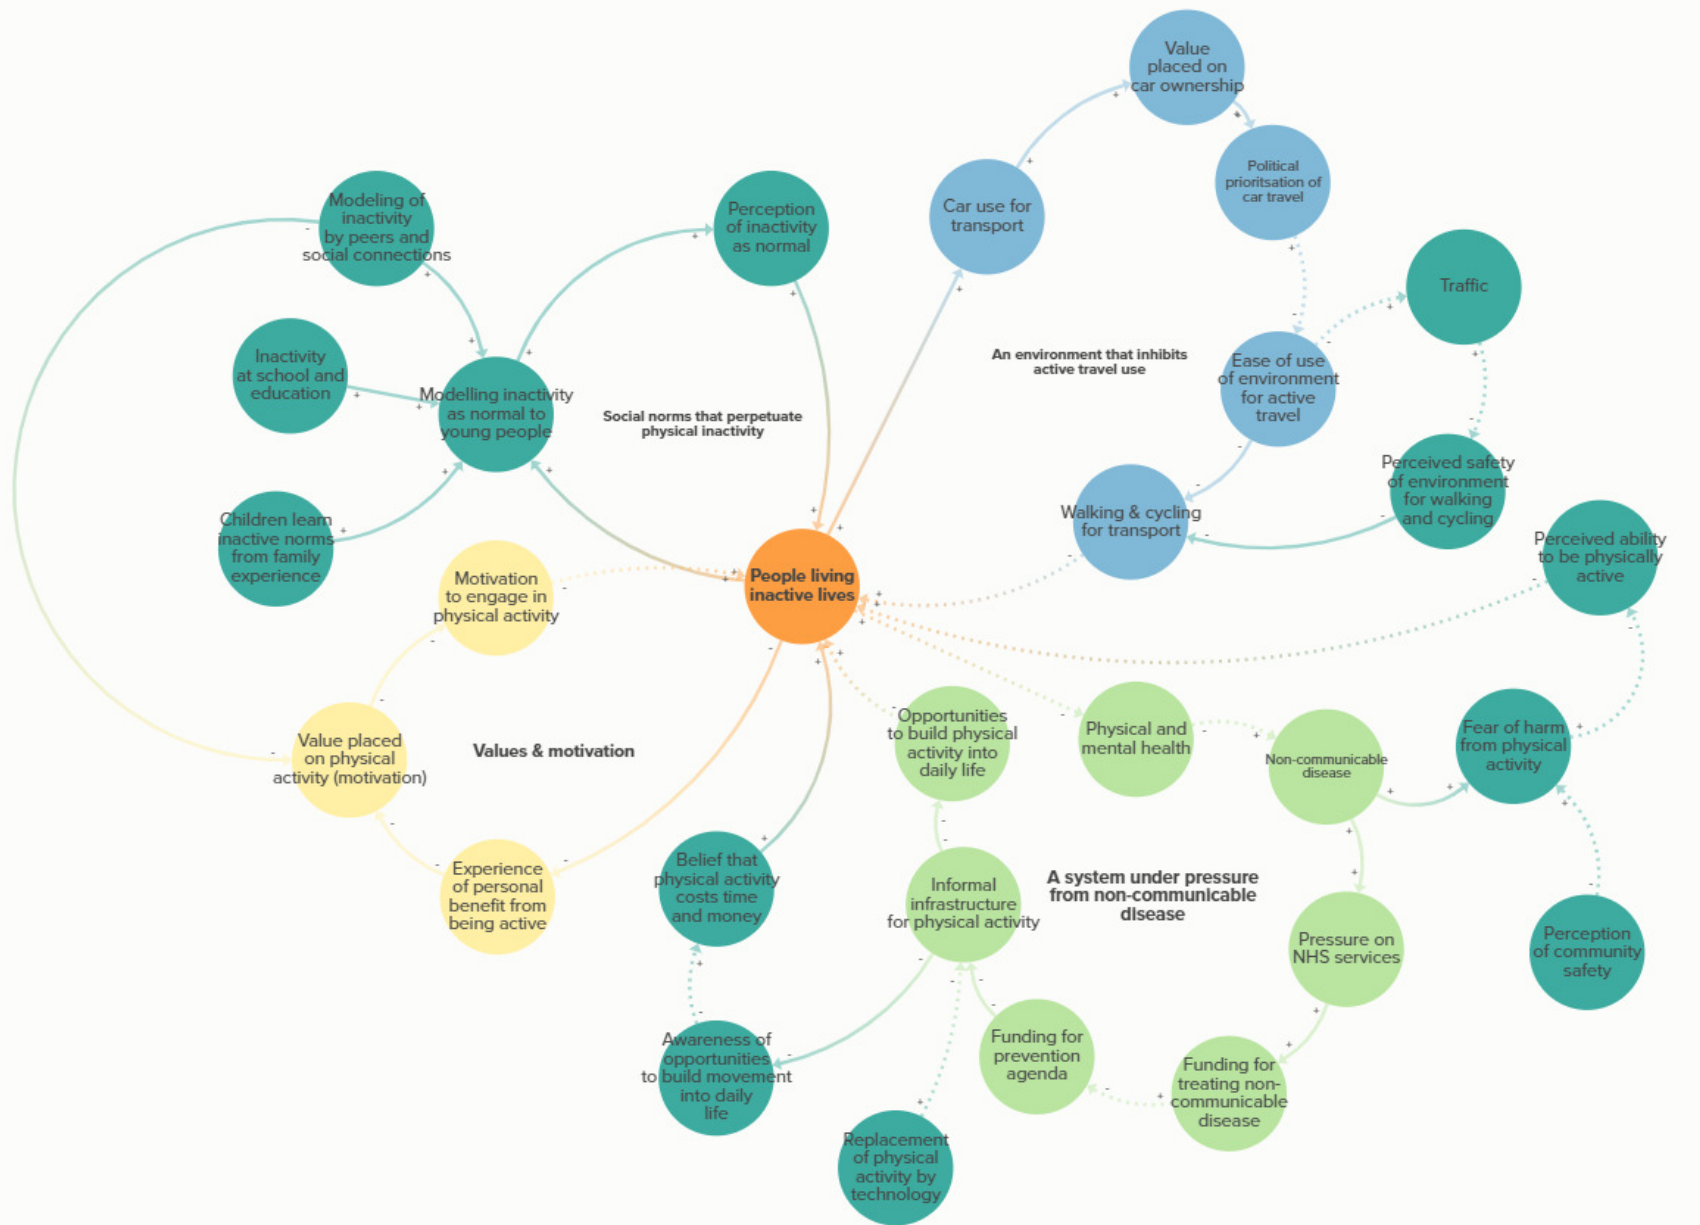 Value
placed on
car ownership
Political
prioritsation of
car travel
Car use for
transport
Modeling of
inactivity
by peers and
social connections
Perception
of inactivity
as normal
Traffic
Inactivity
at school and
education
Modelling inactivity
as normal to
young people
Social norms that perpetuate
physical inactivity
An environment that inhibits
active travel use
Ease of use
of environment
for active
travel
Perceived safety
of environment
for walking
and cycling
Walking & cycling
for transport
Children learn
inactive norms
from family
experience
Motivation
to engage in
physical activity
People living
inactive lives
Perceived ability
to be physically
active
Value placed
on physical
activity (motivation)
Values & motivation
Opportunities
to build physical
activity into
daily life
Physical and
mental health
Non-communicable
disease
Fear of harm
from physical
activity
Experience
of personal
benefit from
being active
Belief that
physical activity
costs time
and money
Informal
infrastructure
for physical activity
A system under pressure
from non-communicable
disease
Pressure on
NHS services
Perception
of community
safety
Awareness of
opportunities
to build movement
into daily
life
Funding for
prevention
agenda
Funding for
treating non-
communicable
disease
Replacement
of physical
activity by
technology